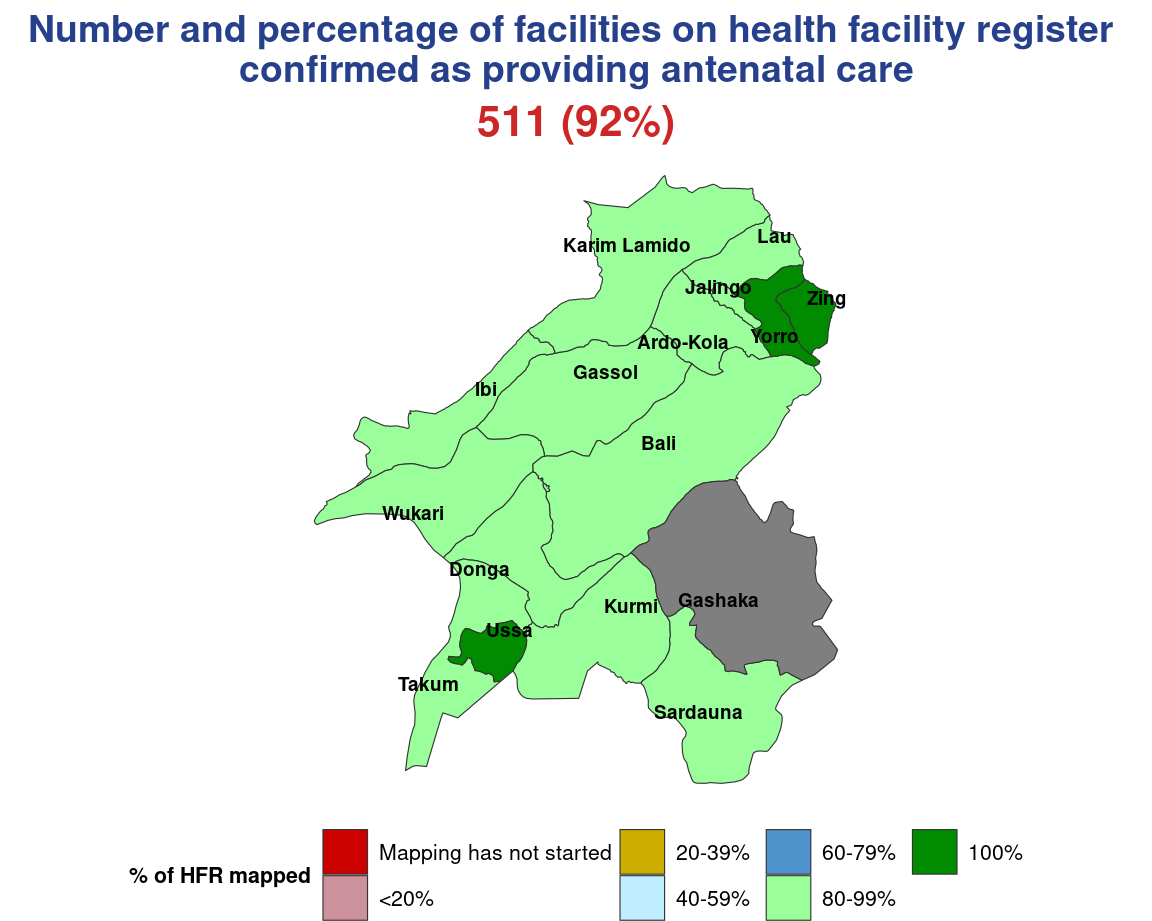 Number and percentage of facilities on health facility register
confirmed as providing antenatal care
511 (92%)
Karim Lamido
Lau
Jalingo
Zing
Yorro
Ardo-Kola
Gassol
Ibi
Bali
Wukari
Donga
Kurmi
Gashaka
Ussa
Takum
Sardauna
% of HFR mapped
Mapping has not started
<20%
20-39%
40-59%
60-79%
80-99%
100%